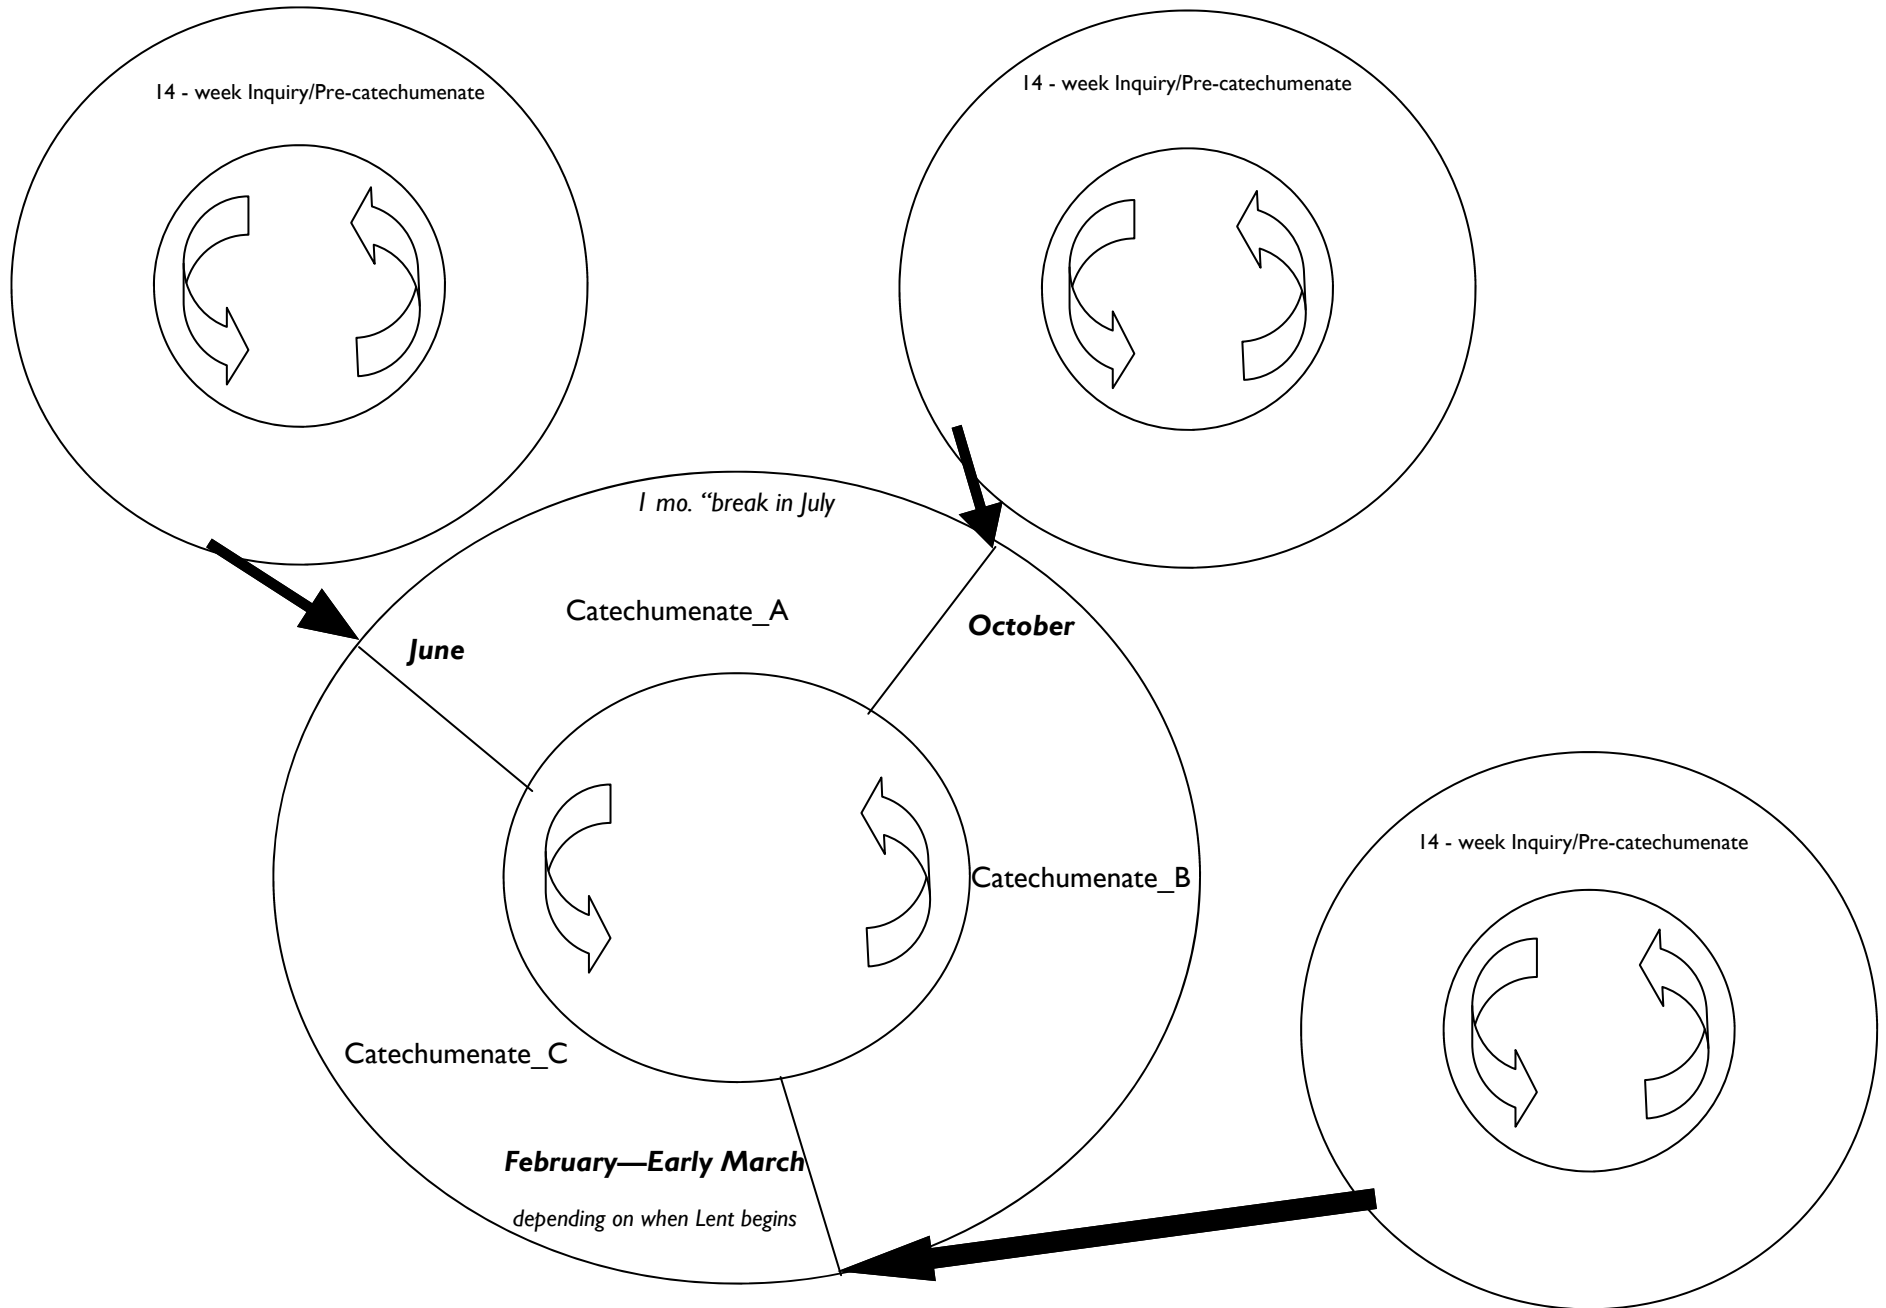 14 - week Inquiry/Pre-catechumenate
14 - week Inquiry/Pre-catechumenate
1 mo. “break in July
Catechumenate_A
June
October
14 - week Inquiry/Pre-catechumenate
Catechumenate_B
Catechumenate_C
February—Early March
depending on when Lent begins